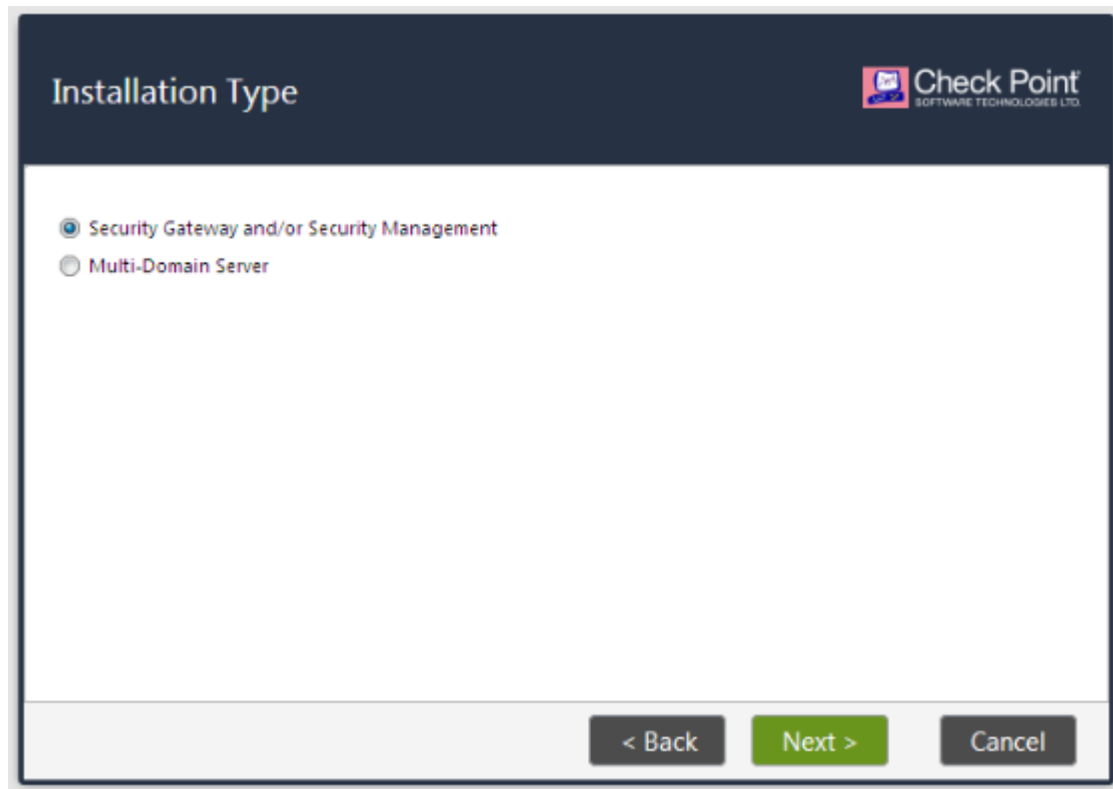 Installation Type
Check Point
SOFTWARE TECHNOLOGIES LTD.
Security Gateway and/or Security Management
Multi-Domain Server
< Back
Next >
Cancel